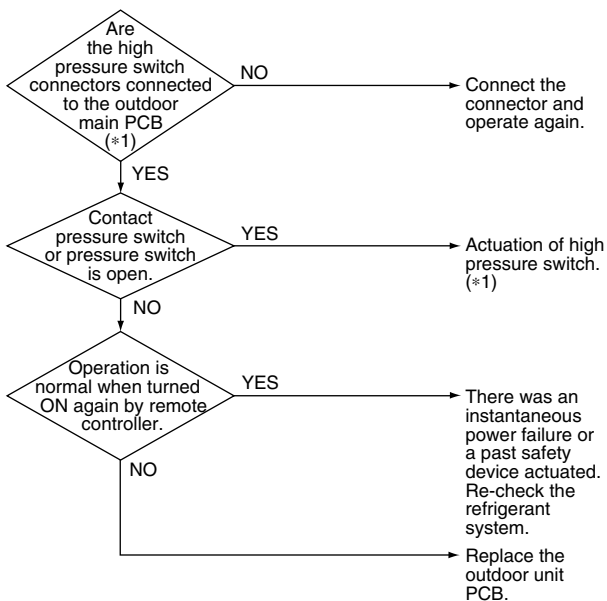 Are
the high
pressure switch
connectors connected
to the outdoor
main PCB
(*1)
NO
Connect the
connector and
operate again.
YES
Contact
pressure switch
or pressure switch
is open.
YES
Actuation of high
pressure switch.
(*1)
NO
Operation is
normal when turned
ON again by remote
controller.
YES
There was an
instantaneous
power failure or
a past safety
device actuated.
Re-check the
refrigerant
system.
NO
Replace the
outdoor unit
PCB.